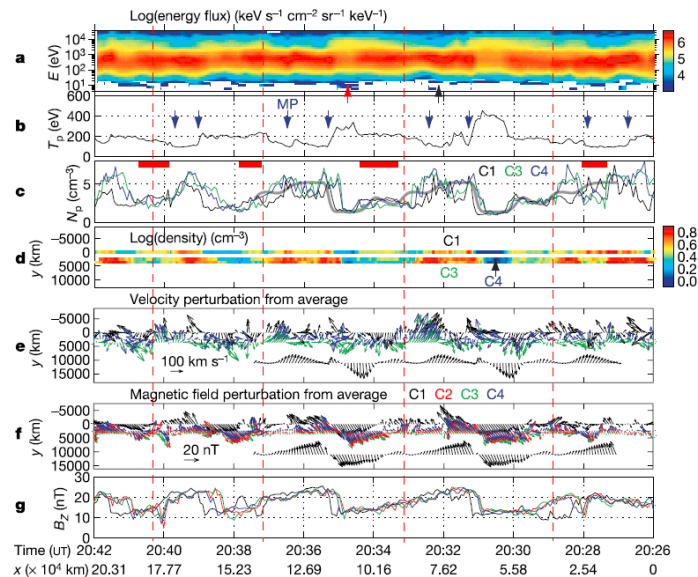 Log(energy flux) (keV s⁻¹ cm⁻² sr⁻¹ keV⁻¹)
a
E (eV)
10⁴
10³
10²
10¹
6
5
4
b
Tₚ (eV)
600
400
200
0
MP
c
Nₚ (cm⁻³)
5
0
C1 C3 C4
d
Log(density) (cm⁻³)
y (km)
−5000
0
5000
10000
C1
C3
C4
0.8
0.6
0.4
0.2
0.0
Velocity perturbation from average
e
y (km)
−5000
0
5000
10000
15000
100 km s⁻¹
Magnetic field perturbation from average C1 C2 C3 C4
f
y (km)
−5000
0
5000
10000
15000
20 nT
g
B_Z (nT)
30
20
10
0
Time (UT) 20:42 20:40 20:38 20:36 20:34 20:32 20:30 20:28 20:26
x (× 10⁴ km) 20.31 17.77 15.23 12.69 10.16 7.62 5.58 2.54 0